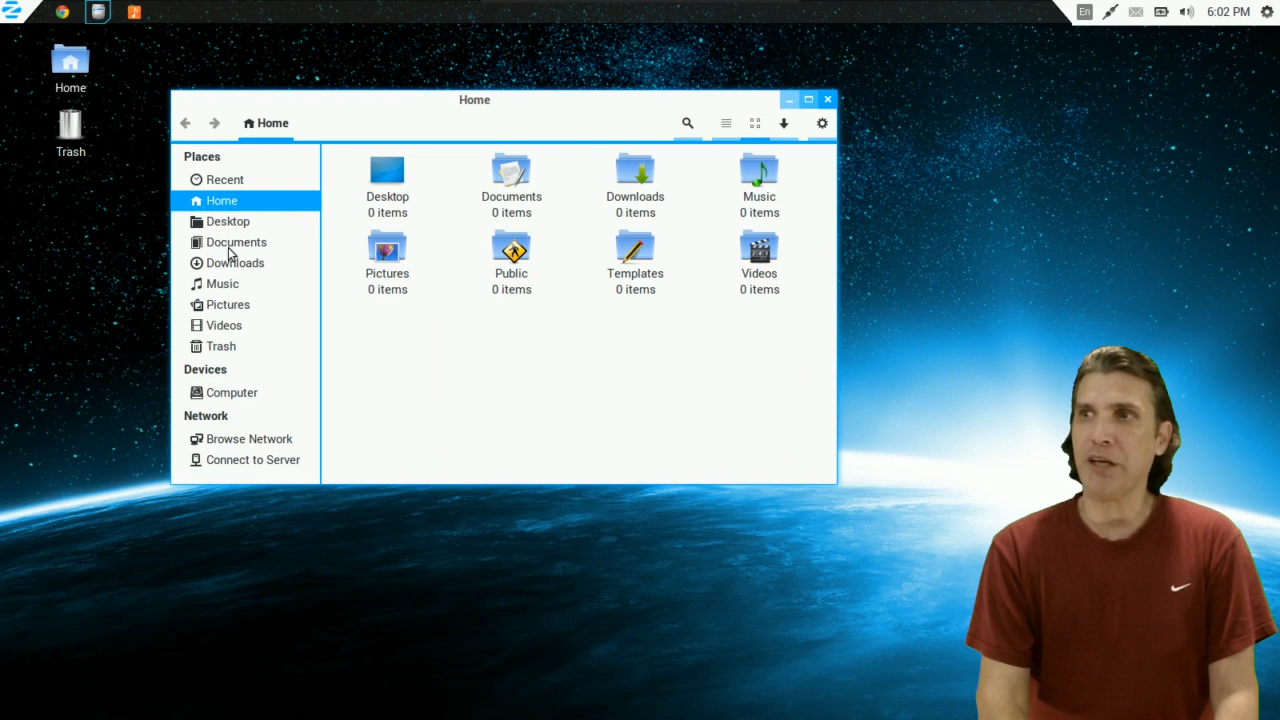 En
6:02 PM
Home
Trash
Home
Home
Places
Recent
Home
Desktop
Documents
Downloads
Music
Pictures
Videos
Trash
Devices
Computer
Network
Browse Network
Connect to Server
Desktop
0 items
Documents
0 items
Downloads
0 items
Music
0 items
Pictures
0 items
Public
0 items
Templates
0 items
Videos
0 items